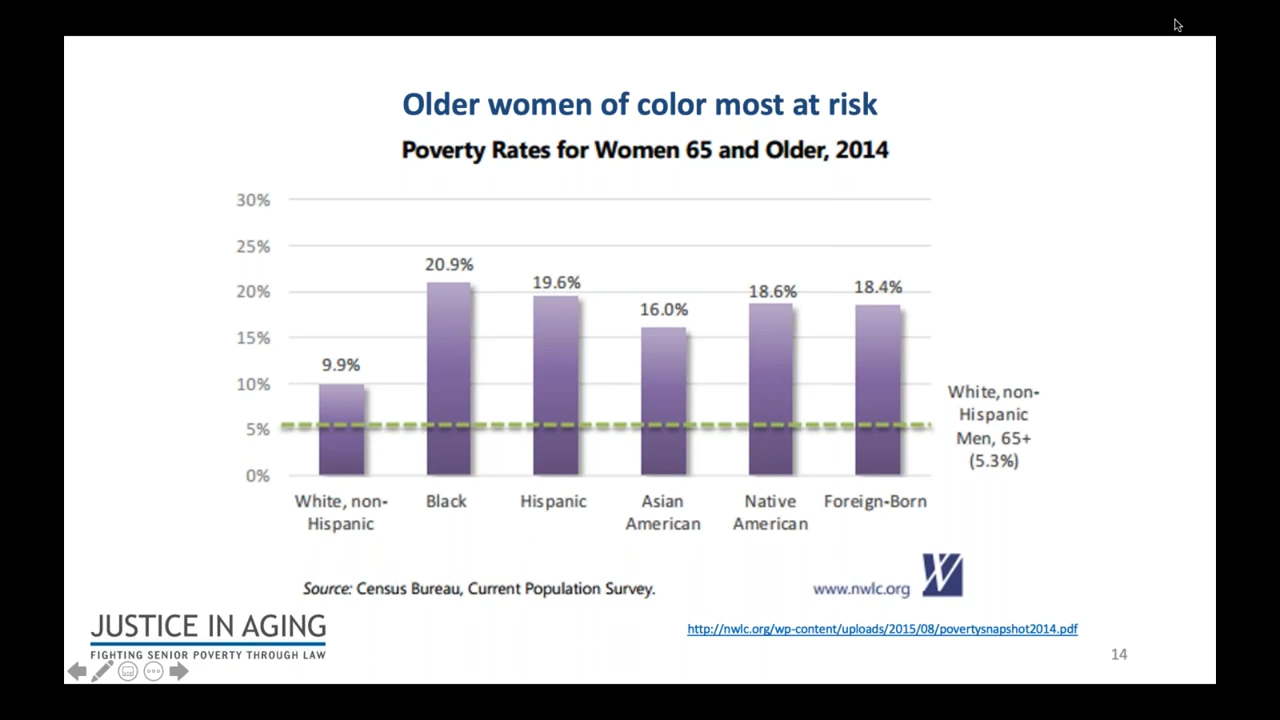 Older women of color most at risk
Poverty Rates for Women 65 and Older, 2014
30%
25%
20%
15%
10%
5%
0%
9.9%
20.9%
19.6%
16.0%
18.6%
18.4%
White, non-
Hispanic
Men, 65+
(5.3%)
White, non-
Hispanic
Black
Hispanic
Asian
American
Native
American
Foreign-Born
Source: Census Bureau, Current Population Survey.
www.nwlc.org
W
http://nwlc.org/wp-content/uploads/2015/08/povertysnapshot2014.pdf
JUSTICE IN AGING
FIGHTING SENIOR POVERTY THROUGH LAW
14